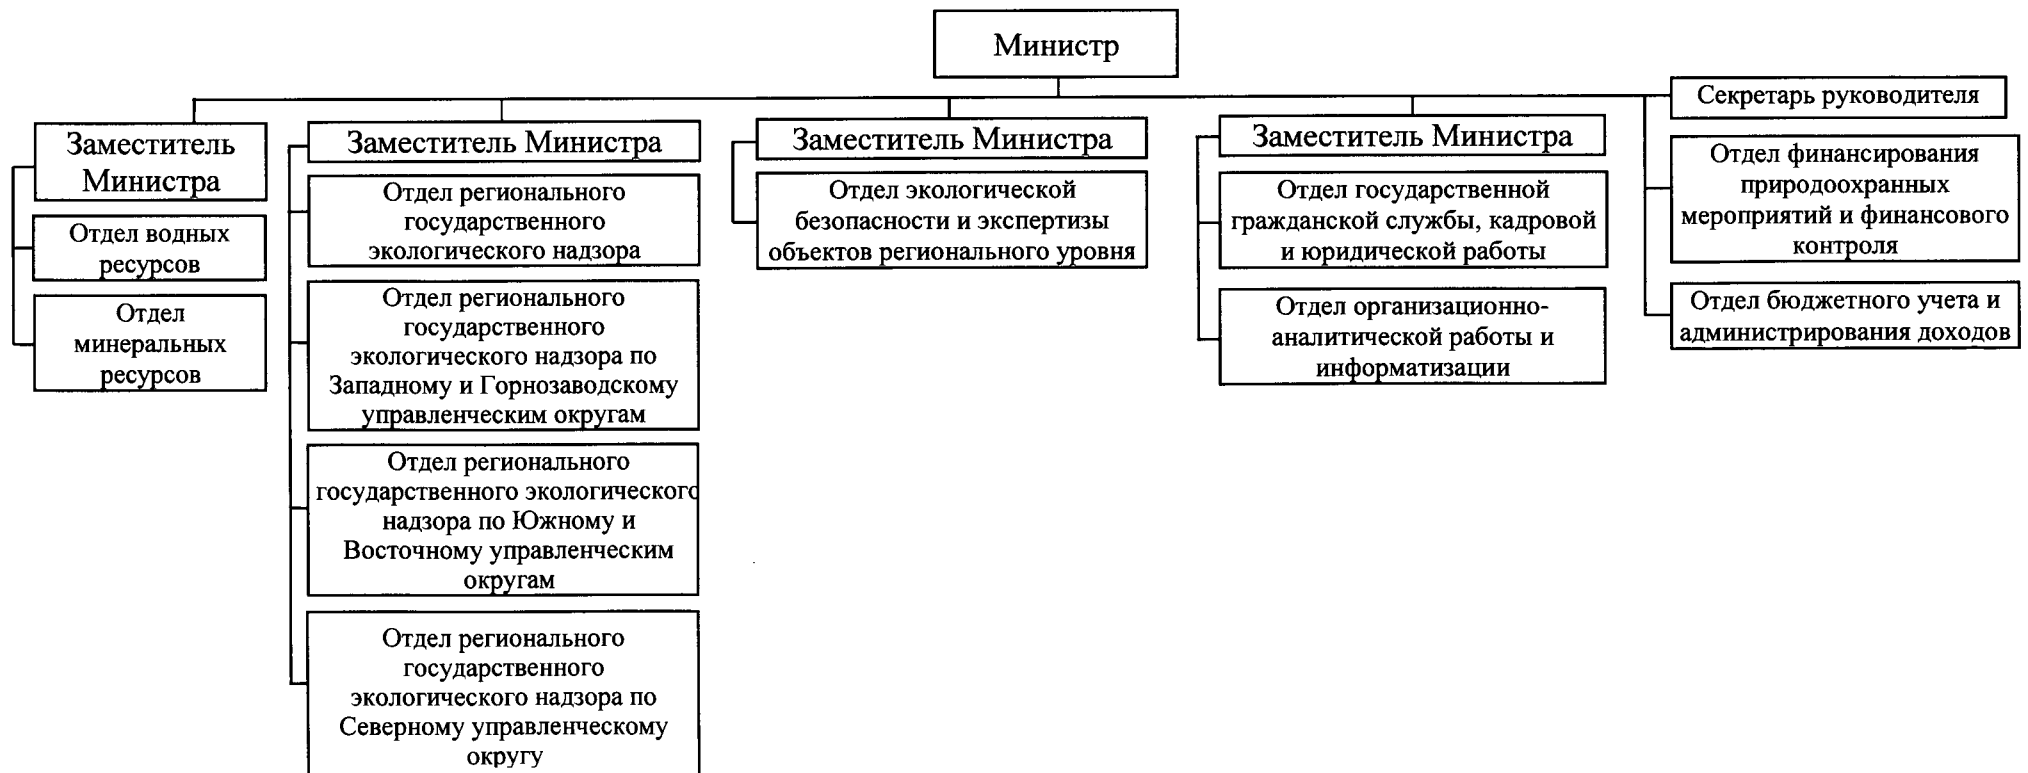 Министр
Секретарь руководителя
Заместитель
Министра
Отдел водных
ресурсов
Отдел
минеральных
ресурсов
Заместитель Министра
Отдел регионального
государственного
экологического надзора
Отдел регионального
государственного
экологического надзора по
Западному и Горнозаводскому
управленческим округам
Отдел регионального
государственного экологического
надзора по Южному и
Восточному управленческим
округам
Отдел регионального
государственного
экологического надзора по
Северному управленческому
округу
Заместитель Министра
Отдел экологической
безопасности и экспертизы
объектов регионального уровня
Заместитель Министра
Отдел государственной
гражданской службы, кадровой
и юридической работы
Отдел организационно-
аналитической работы и
информатизации
Отдел финансирования
природоохранных
мероприятий и финансового
контроля
Отдел бюджетного учета и
администрирования доходов